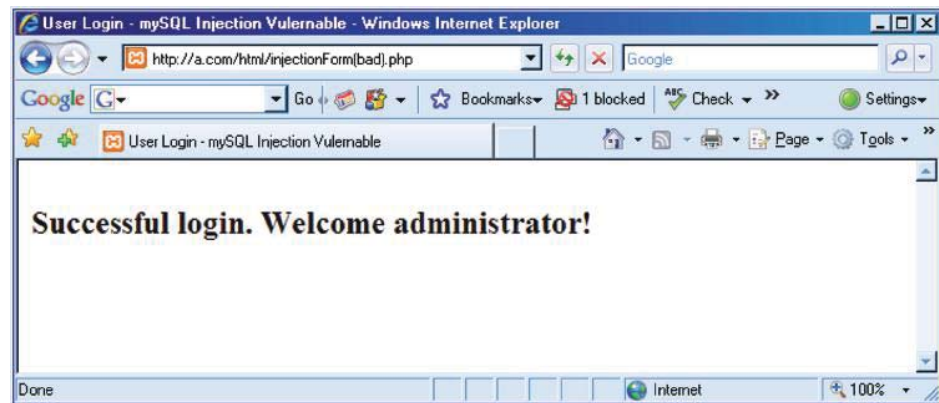 User Login - mySQL Injection Vulernable - Windows Internet Explorer
http://a.com/html/injectionForm(bad).php
Google
Google G Go Bookmarks 1 blocked ABC Check » Settings
User Login - mySQL Injection Vulernable
Page Tools »
Successful login. Welcome administrator!
Done Internet 100%